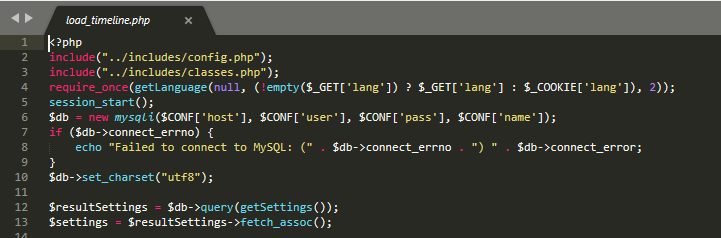 load_timeline.php ×
1 <?php
2 include("../includes/config.php");
3 include("../includes/classes.php");
4 require_once(getLanguage(null, (!empty($_GET['lang']) ? $_GET['lang'] : $_COOKIE['lang']), 2));
5 session_start();
6 $db = new mysqli($CONF['host'], $CONF['user'], $CONF['pass'], $CONF['name']);
7 if ($db->connect_errno) {
8     echo "Failed to connect to MySQL: (" . $db->connect_errno . ") " . $db->connect_error;
9 }
10 $db->set_charset("utf8");
11
12 $resultSettings = $db->query(getSettings());
13 $settings = $resultSettings->fetch_assoc();
14